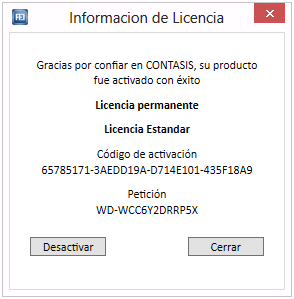 Informacion de Licencia
Gracias por confiar en CONTASIS, su producto
fue activado con éxito
Licencia permanente
Licencia Estandar
Código de activación
65785171-3AEDD19A-D714E101-435F18A9
Petición
WD-WCC6Y2DRRP5X
Desactivar
Cerrar